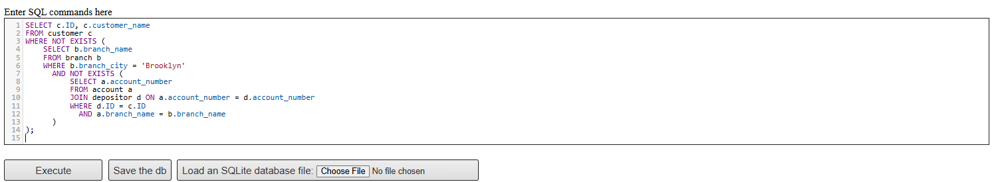 Enter SQL commands here
1 SELECT c.ID, c.customer_name
2 FROM customer c
3 WHERE NOT EXISTS (
4     SELECT b.branch_name
5     FROM branch b
6     WHERE b.branch_city = 'Brooklyn'
7       AND NOT EXISTS (
8           SELECT a.account_number
9           FROM account a
10           JOIN depositor d ON a.account_number = d.account_number
11           WHERE d.ID = c.ID
12             AND a.branch_name = b.branch_name
13       )
14 );
15
Execute Save the db Load an SQLite database file: Choose File No file chosen